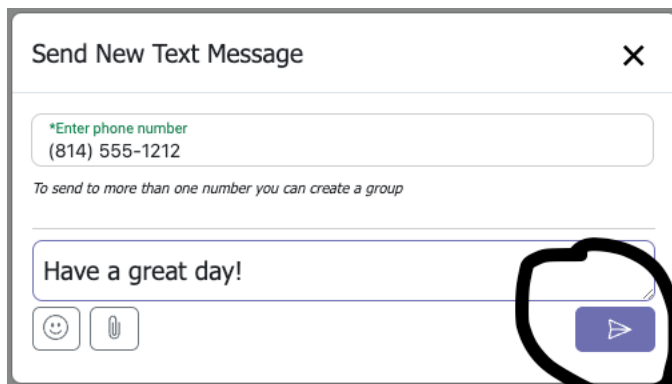 Send New Text Message
*Enter phone number
(814) 555-1212
To send to more than one number you can create a group
Have a great day!